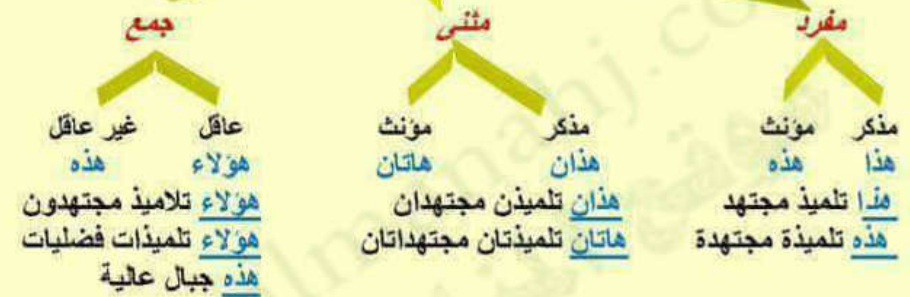 مفرد مثنى جمع
مذكر مؤنث مذكر مؤنث عاقل غير عاقل
هذا هذه هذان هاتان هؤلاء هذه
هذا تلميذ مجتهد هذان تلميذن مجتهدان هؤلاء تلاميذ مجتهدون
هذه تلميذة مجتهدة هاتان تلميذتان مجتهداتان هؤلاء تلميذات فضليات
هذه جبال عالية